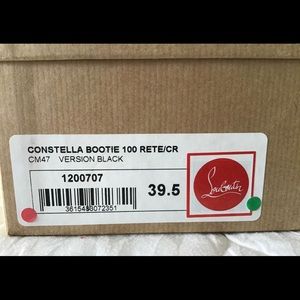 CONSTELLA BOOTIE 100 RETE/CR
CM47 VERSION BLACK
1200707
39.5
Louboutin